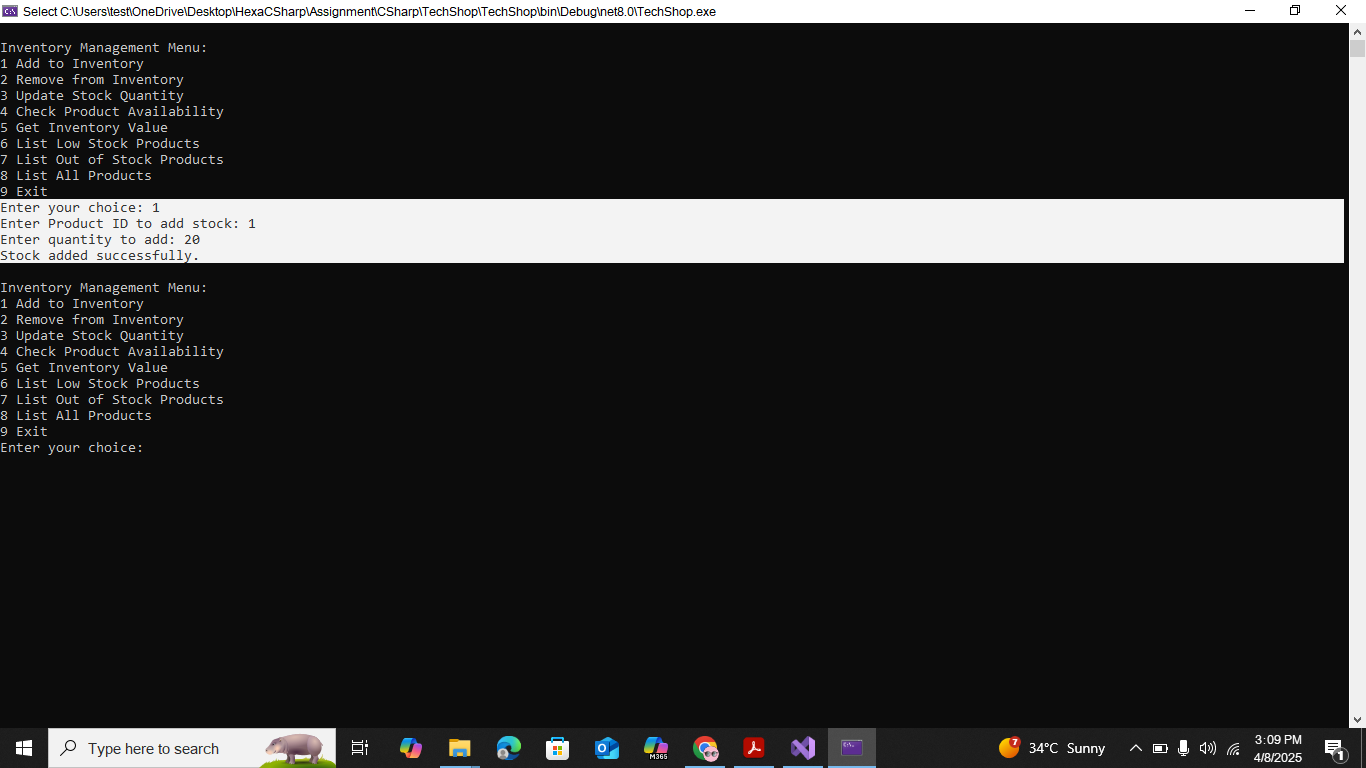 Select C:\Users\test\OneDrive\Desktop\HexaCSharp\Assignment\CSharp\TechShop\TechShop\bin\Debug\net8.0\TechShop.exe
Inventory Management Menu:
1 Add to Inventory
2 Remove from Inventory
3 Update Stock Quantity
4 Check Product Availability
5 Get Inventory Value
6 List Low Stock Products
7 List Out of Stock Products
8 List All Products
9 Exit
Enter your choice: 1
Enter Product ID to add stock: 1
Enter quantity to add: 20
Stock added successfully.
Inventory Management Menu:
1 Add to Inventory
2 Remove from Inventory
3 Update Stock Quantity
4 Check Product Availability
5 Get Inventory Value
6 List Low Stock Products
7 List Out of Stock Products
8 List All Products
9 Exit
Enter your choice:
Type here to search
M365
7
34°C Sunny
3:09 PM
4/8/2025
1